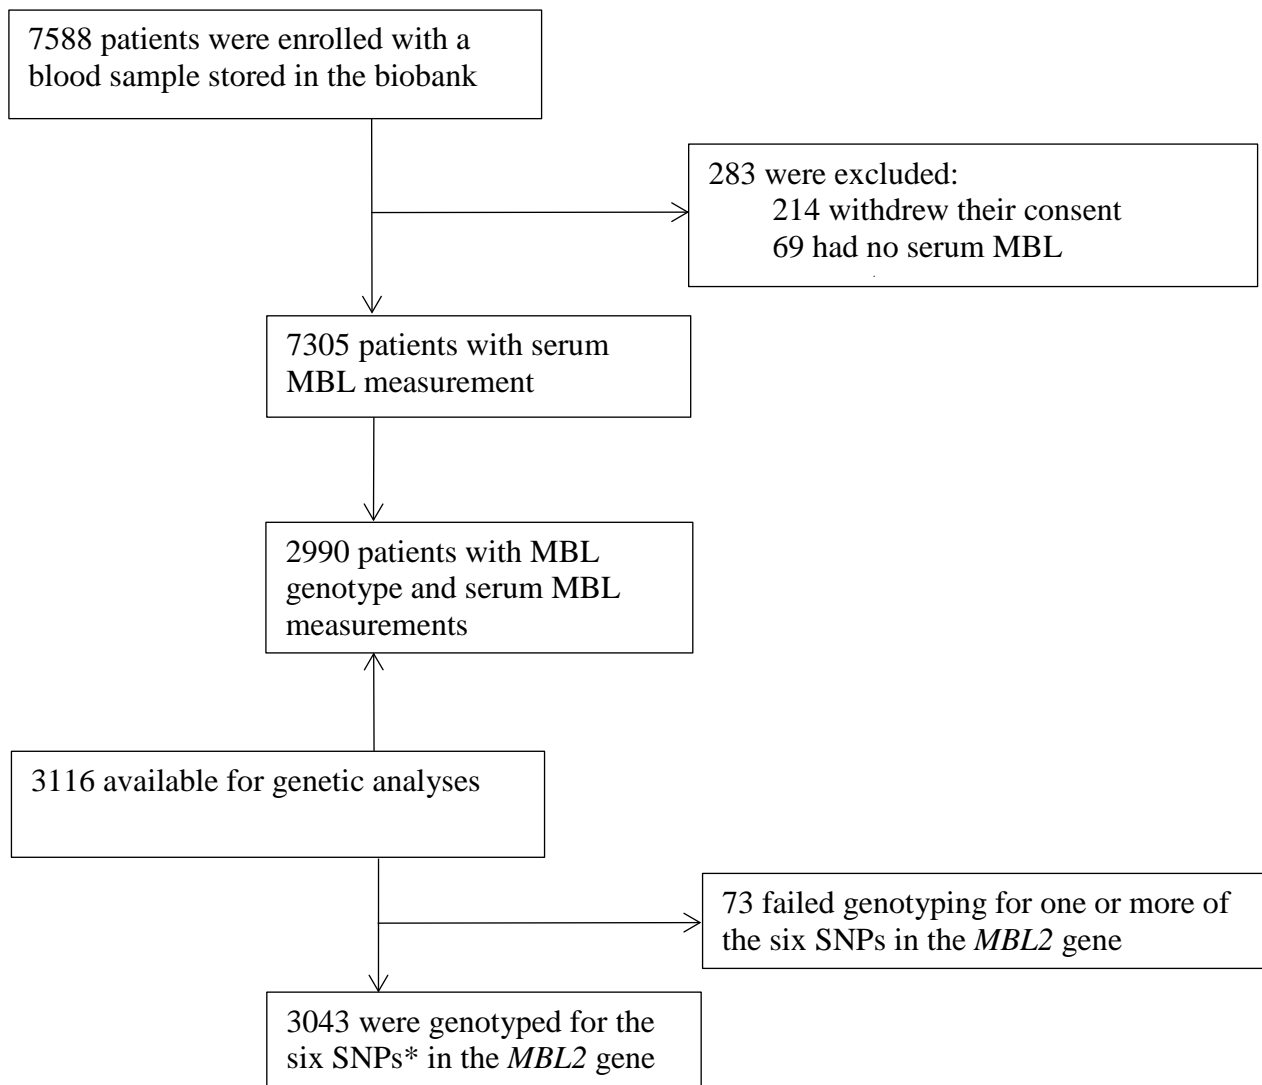 7588 patients were enrolled with a
blood sample stored in the biobank
283 were excluded:
214 withdrew their consent
69 had no serum MBL
7305 patients with serum
MBL measurement
2990 patients with MBL
genotype and serum MBL
measurements
3116 available for genetic analyses
73 failed genotyping for one or more of
the six SNPs in the MBL2 gene
3043 were genotyped for the
six SNPs* in the MBL2 gene